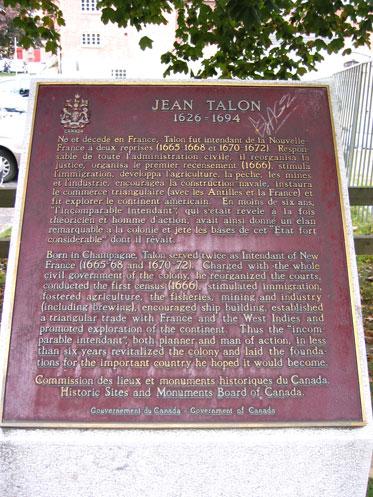 CANADA
JEAN TALON
1626-1694
Né et décédé en France, Talon fut intendant de la Nouvelle
France à deux reprises (1665 1668 et 1670 1672). Respon-
sable de toute l'administration civile, il réorganisa la
justice, organisa le premier recensement (1666), stimula
l'immigration, développa l'agriculture, la pêche, les mines
et l'industrie, encouragea la construction navale, instaura
le commerce triangulaire (avec les Antilles et la France) et
fit explorer le continent américain. En moins de six ans,
"l'incomparable Intendant", qui s'était révélé à la fois
théoricien et homme d'action, avait ainsi donné un élan
remarquable à la colonie et jeté les bases de cet "Etat fort
considérable" dont il rêvait.
Born in Champagne, Talon served twice as Intendant of New
France (1665-68 and 1670-72). Charged with the whole
civil government of the colony, he reorganized the courts,
conducted the first census (1666), stimulated immigration,
fostered agriculture, the fisheries, mining and industry
(including brewing), encouraged ship building, established
a triangular trade with France and the West Indies and
promoted exploration of the continent. Thus the "incom-
parable intendant", both planner and man of action, in less
than six years revitalized the colony and laid the founda-
tions for the important country he hoped it would become.
Commission des lieux et monuments historiques du Canada.
Historic Sites and Monuments Board of Canada.
Gouvernement du Canada - Government of Canada